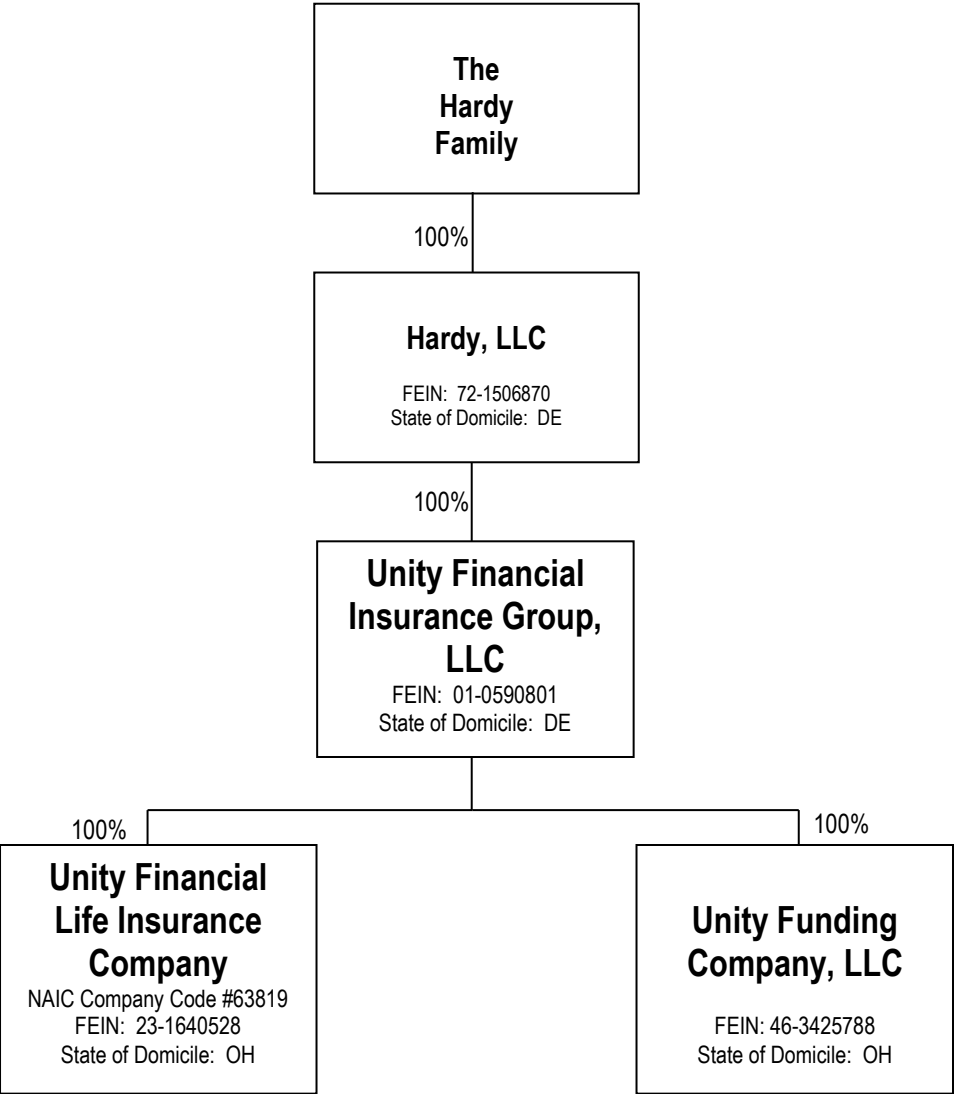 The
Hardy
Family
100%
Hardy, LLC
FEIN: 72-1506870
State of Domicile: DE
100%
Unity Financial
Insurance Group,
LLC
FEIN: 01-0590801
State of Domicile: DE
100%
Unity Financial
Life Insurance
Company
NAIC Company Code #63819
FEIN: 23-1640528
State of Domicile: OH
100%
Unity Funding
Company, LLC
FEIN: 46-3425788
State of Domicile: OH